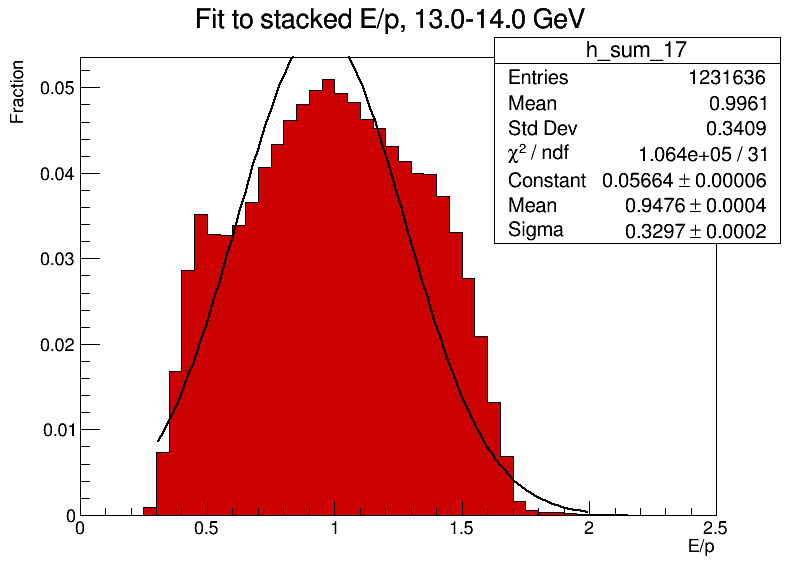 Fit to stacked E/p, 13.0-14.0 GeV
h_sum_17
Entries 1231636
Mean 0.9961
Std Dev 0.3409
χ² / ndf 1.064e+05 / 31
Constant 0.05664 ± 0.00006
Mean 0.9476 ± 0.0004
Sigma 0.3297 ± 0.0002
Fraction
0.05
0.04
0.03
0.02
0.01
0
0 0.5 1 1.5 2 2.5
E/p